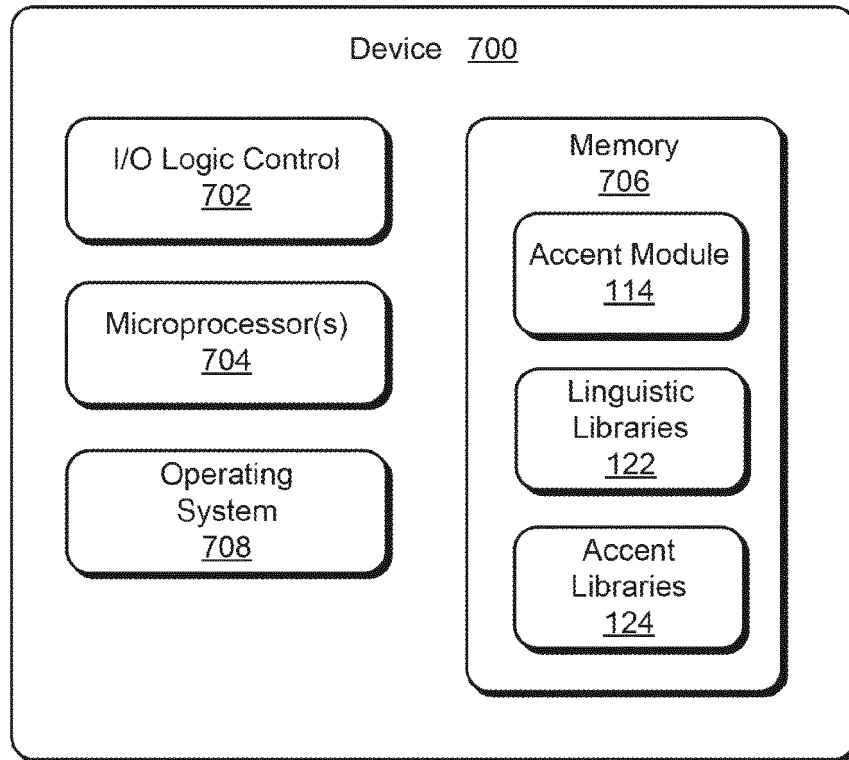 Device 700
I/O Logic Control
702
Microprocessor(s)
704
Operating
System
708
Memory
706
Accent Module
114
Linguistic
Libraries
122
Accent
Libraries
124